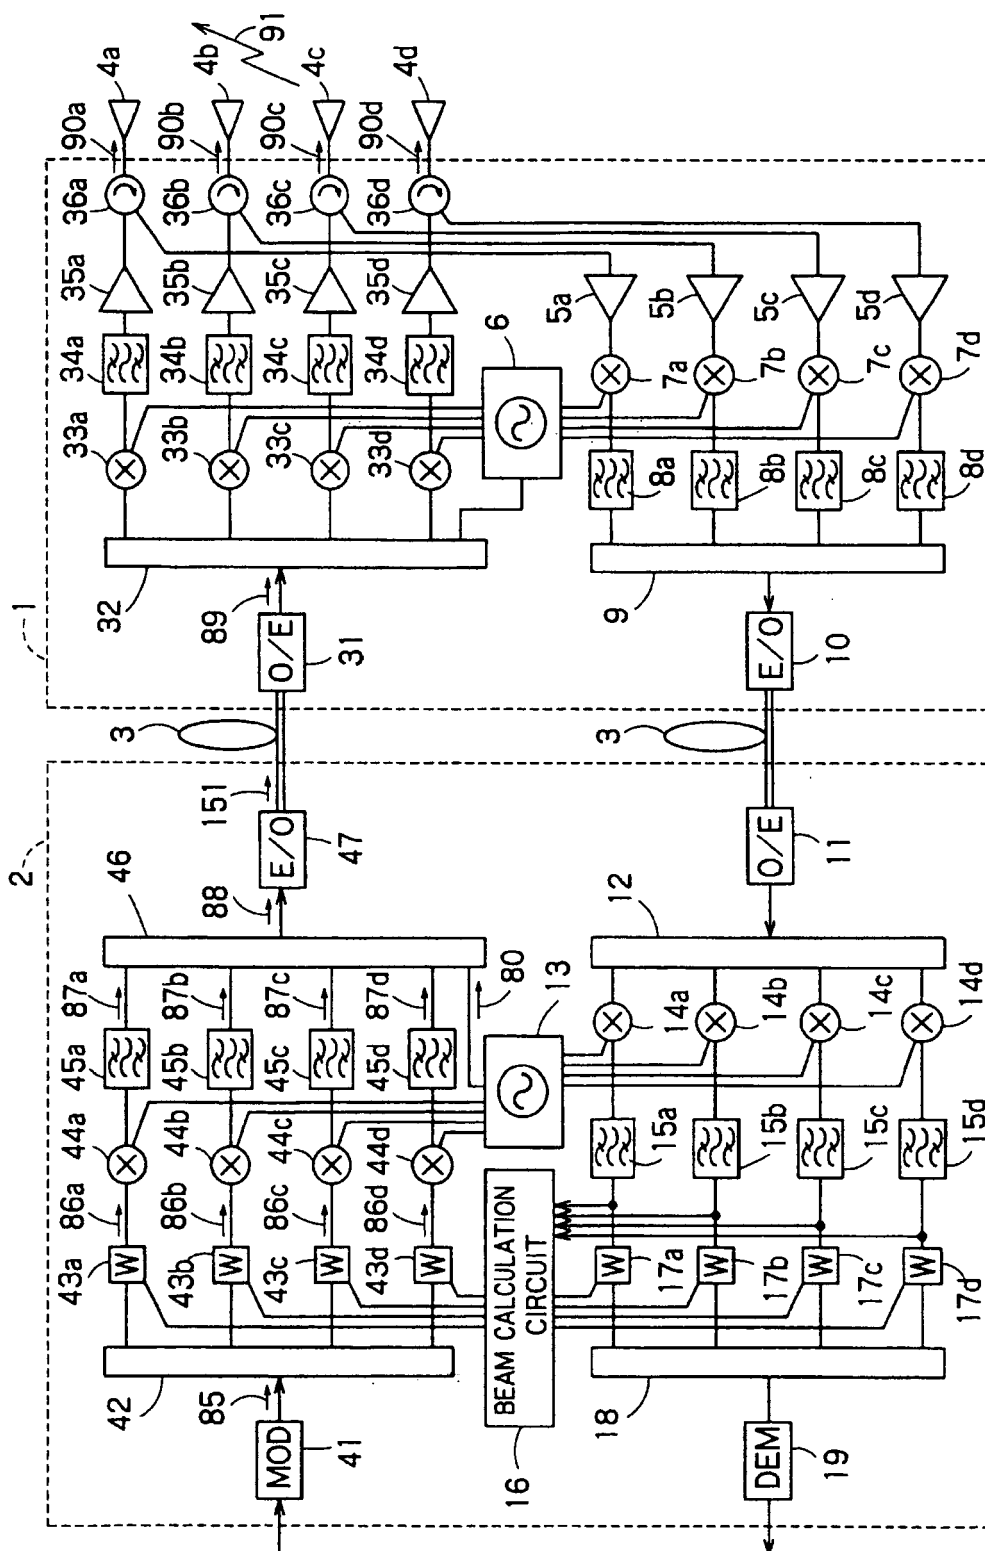 1
2
91
4a
4b
4c
4d
90a
90b
90c
90d
36a
36b
36c
36d
35a
35b
35c
35d
34a
34b
34c
34d
33a
33b
33c
33d
5a
5b
5c
5d
6
7a
7b
7c
7d
8a
8b
8c
8d
32
89
O/E
31
9
E/O
10
3
3
151
E/O
47
88
46
O/E
11
12
87a
87b
87c
87d
80
45a
45b
45c
45d
13
14a
14b
14c
14d
44a
44b
44c
44d
15a
15b
15c
15d
86a
86b
86c
86d
43a
43b
43c
43d
W
W
W
W
BEAM CALCULATION
CIRCUIT
16
W
W
W
W
17a
17b
17c
17d
42
85
MOD
41
18
DEM
19